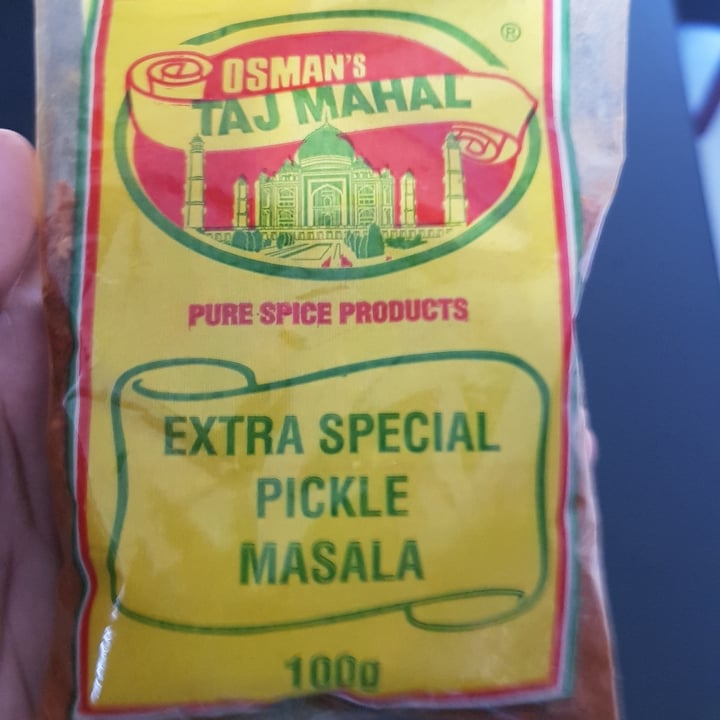 ®
OSMAN'S
TAJ MAHAL
PURE SPICE PRODUCTS
EXTRA SPECIAL
PICKLE
MASALA
100g